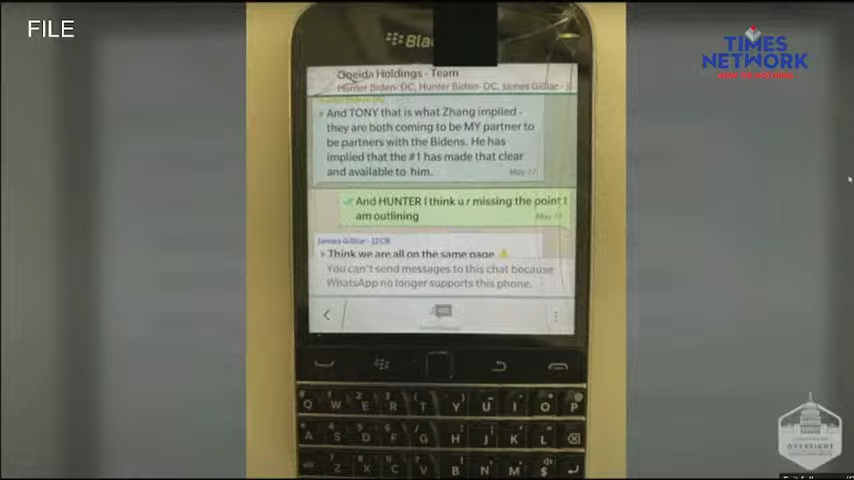 FILE
TIMES
NETWORK
Oneida Holdings - Team
Hunter Biden- DC, Hunter Biden- DC, James Gilliar -
» And TONY that is what Zhang implied -
they are both coming to be MY partner to
be partners with the Bidens. He has
implied that the #1 has made that clear
and available to him.
May 17
And HUNTER I think u r missing the point I
am outlining
May 17
James Gilliar - J2CR
» Think we are all on the same page
You can't send messages to this chat because
WhatsApp no longer supports this phone.
Q W E R T Y U I O P
A S D F G H J K L
Z X C V B N M $
OVERSIGHT